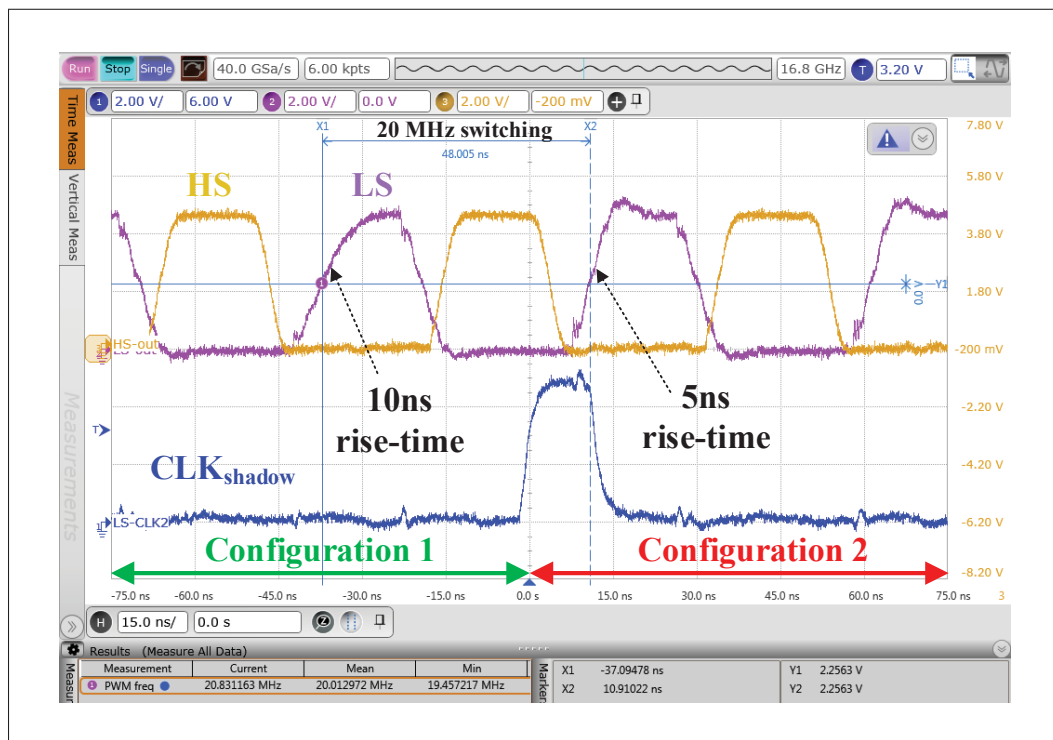 Run Stop Single 40.0 GSa/s 6.00 kpts 16.8 GHz T 3.20 V
1 2.00 V/ 6.00 V 2 2.00 V/ 0.0 V 3 2.00 V/ -200 mV
Time Meas
Vertical Meas
Measurements
X1 20 MHz switching X2
48.005 ns
7.80 V
5.80 V
3.80 V
1.80 V
-200 mV
-2.20 V
-4.20 V
-6.20 V
-8.20 V
HS LS
0.0 V
Y1
HS-out
LS-out
10ns
rise-time
5ns
rise-time
T
CLKshadow
LS-CLK2
Configuration 1 Configuration 2
-75.0 ns -60.0 ns -45.0 ns -30.0 ns -15.0 ns 0.0 s 15.0 ns 30.0 ns 45.0 ns 60.0 ns 75.0 ns 3
H 15.0 ns/ 0.0 s
Results (Measure All Data)
Measurement Current Mean Min
1 PWM freq 20.831163 MHz 20.012972 MHz 19.457217 MHz
Markers
X1 -37.09478 ns Y1 2.2563 V
X2 10.91022 ns Y2 2.2563 V